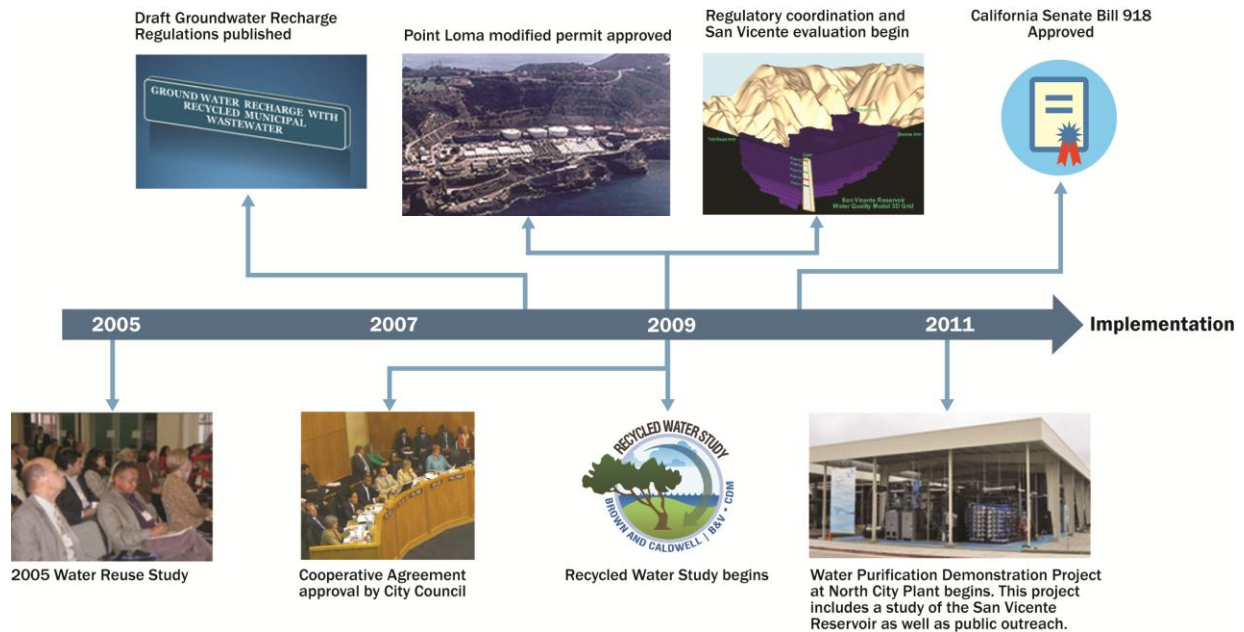 Draft Groundwater Recharge
Regulations published
Point Loma modified permit approved
Regulatory coordination and
San Vicente evaluation begin
California Senate Bill 918
Approved
GROUND WATER RECHARGE WITH
RECYCLED MUNICIPAL
WASTEWATER
San Vicente Reservoir
Water Quality Model 3D Grid
2005
2007
2009
2011
Implementation
RECYCLED WATER STUDY
BROWN AND CALDWELL | B&V • CDM
2005 Water Reuse Study
Cooperative Agreement
approval by City Council
Recycled Water Study begins
Water Purification Demonstration Project
at North City Plant begins. This project
includes a study of the San Vicente
Reservoir as well as public outreach.